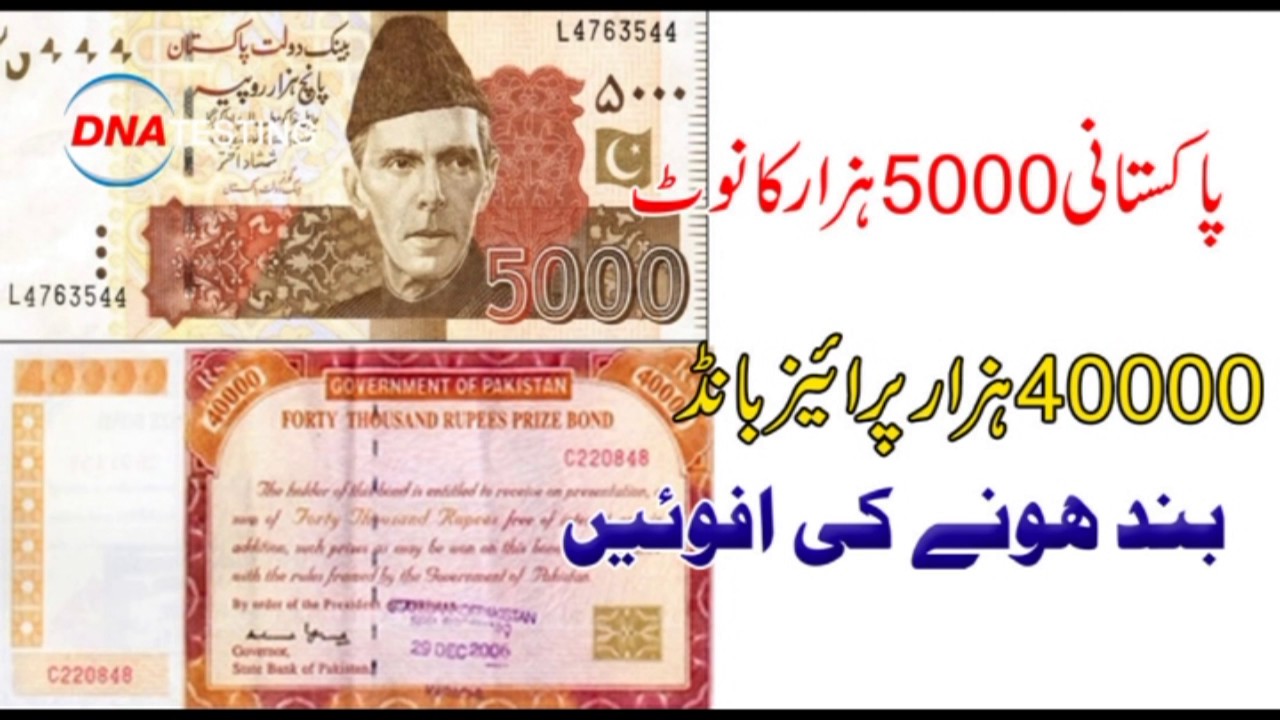 بینک دولت پاکستان
پانچ ہزار روپیہ
L4763544
۵۰۰۰
DNA TESTING
5000
L4763544
پاکستانی 5000 ہزار کا نوٹ
40000 ہزار پرائیز بانڈ
بند ھونے کی افوئیں
40000
Rs 40000
GOVERNMENT OF PAKISTAN
FORTY THOUSAND RUPEES PRIZE BOND
C220848
The holder of this bond is entitled to receive on presentation,
sum of Forty Thousand Rupees free of
addition, such prizes as may be won on this bond
with the rules framed by the Government of Pakistan.
By order of the President
29 DEC 2006
Governor,
State Bank of Pakistan
C220848